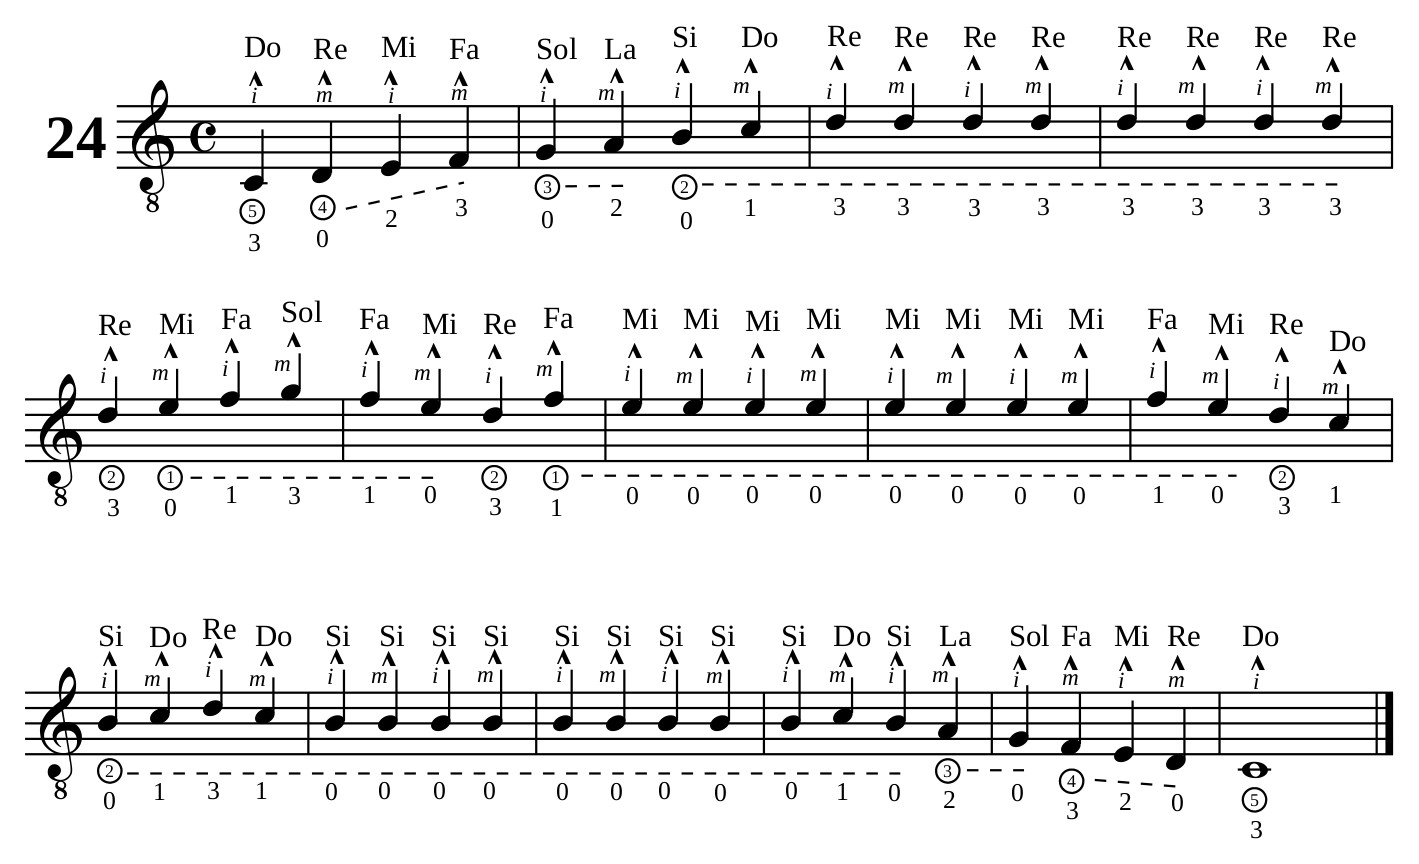 Do Re Mi Fa Sol La Si Do Re Re Re Re Re Re Re Re
i m i m i m i m i m i m i m i m
24
8
5 4 3 2
3 0 2 3 0 2 0 1 3 3 3 3 3 3 3 3
Re Mi Fa Sol Fa Mi Re Fa Mi Mi Mi Mi Mi Mi Mi Mi Fa Mi Re Do
i m i m i m i m i m i m i m i m i m i m
8
2 1 2 1 2
3 0 1 3 1 0 3 1 0 0 0 0 0 0 0 0 1 0 3 1
Si Do Re Do Si Si Si Si Si Si Si Si Si Do Si La Sol Fa Mi Re Do
i m i m i m i m i m i m i m i m i m i m i
8
2 3 4 5
0 1 3 1 0 0 0 0 0 0 0 0 0 1 0 2 0 3 2 0 3